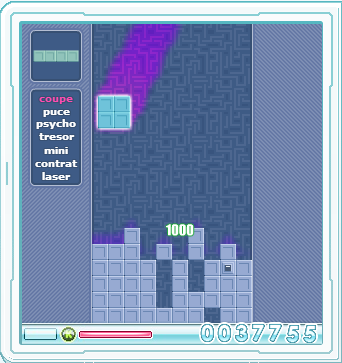 coupe
puce
psycho
tresor
mini
contrat
laser
1000
0037755